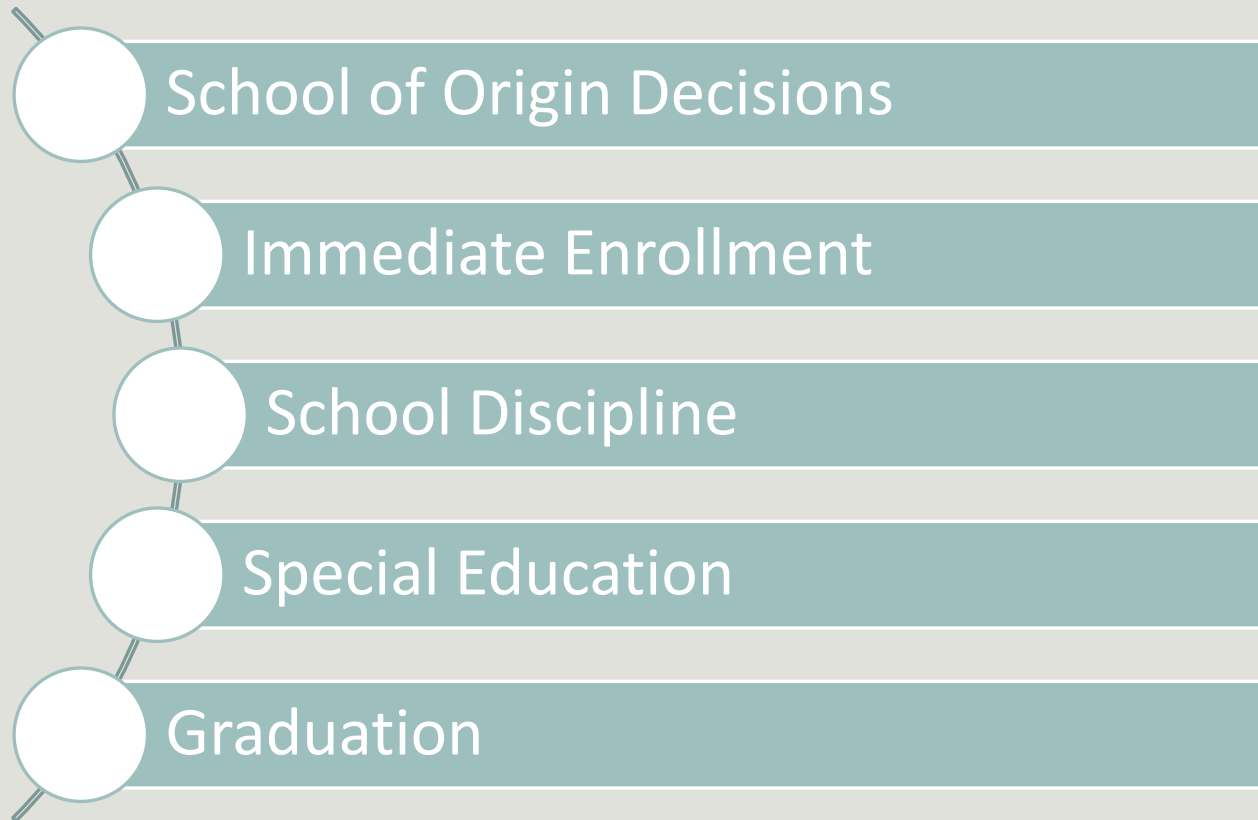 School of Origin Decisions
Immediate Enrollment
School Discipline
Special Education
Graduation